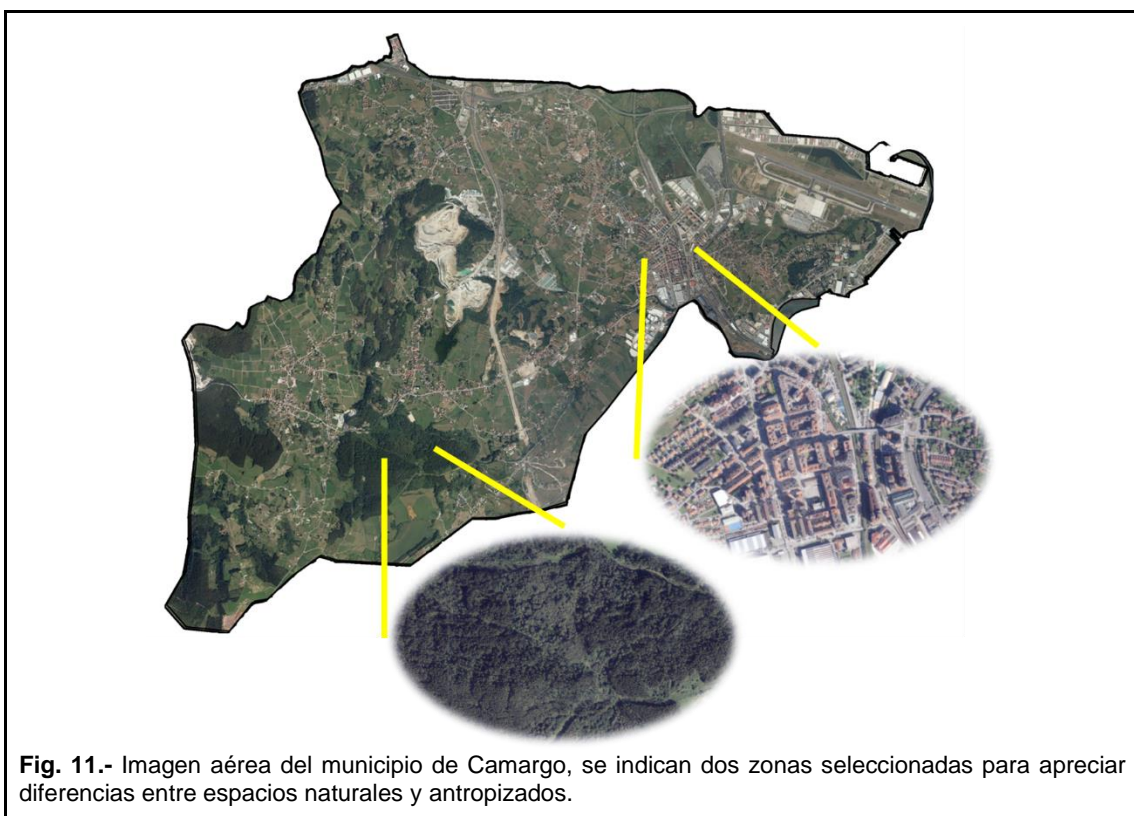 Fig. 11.- Imagen aérea del municipio de Camargo, se indican dos zonas seleccionadas para apreciar
diferencias entre espacios naturales y antropizados.